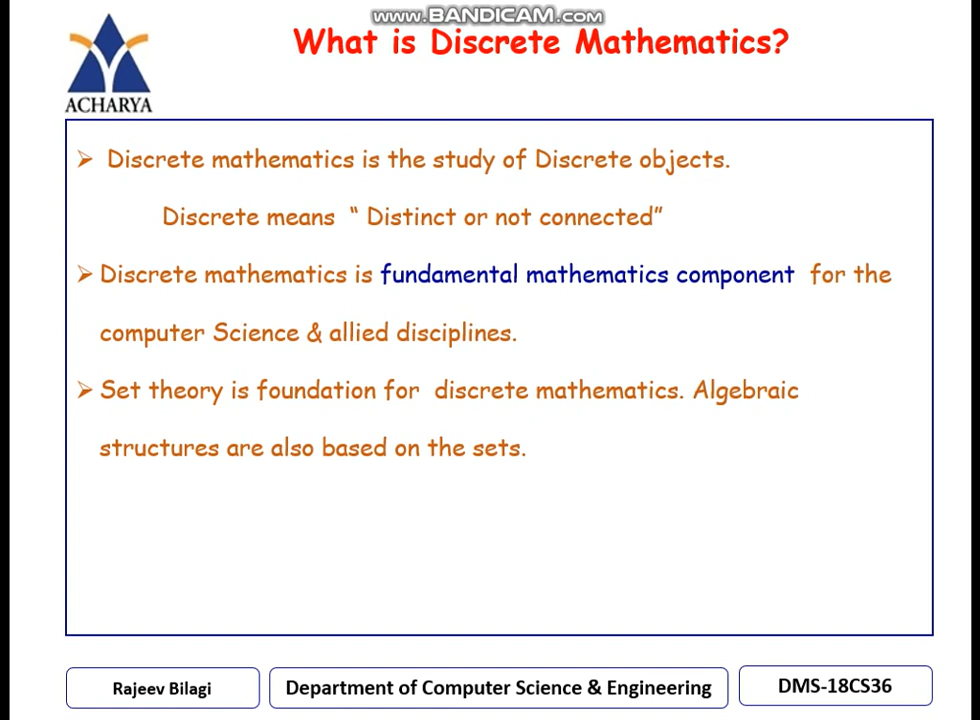 www.BANDICAM.com
What is Discrete Mathematics?
ACHARYA
➢ Discrete mathematics is the study of Discrete objects.
Discrete means “ Distinct or not connected”
➢ Discrete mathematics is fundamental mathematics component for the
computer Science & allied disciplines.
➢ Set theory is foundation for discrete mathematics. Algebraic
structures are also based on the sets.
Rajeev Bilagi
Department of Computer Science & Engineering
DMS-18CS36